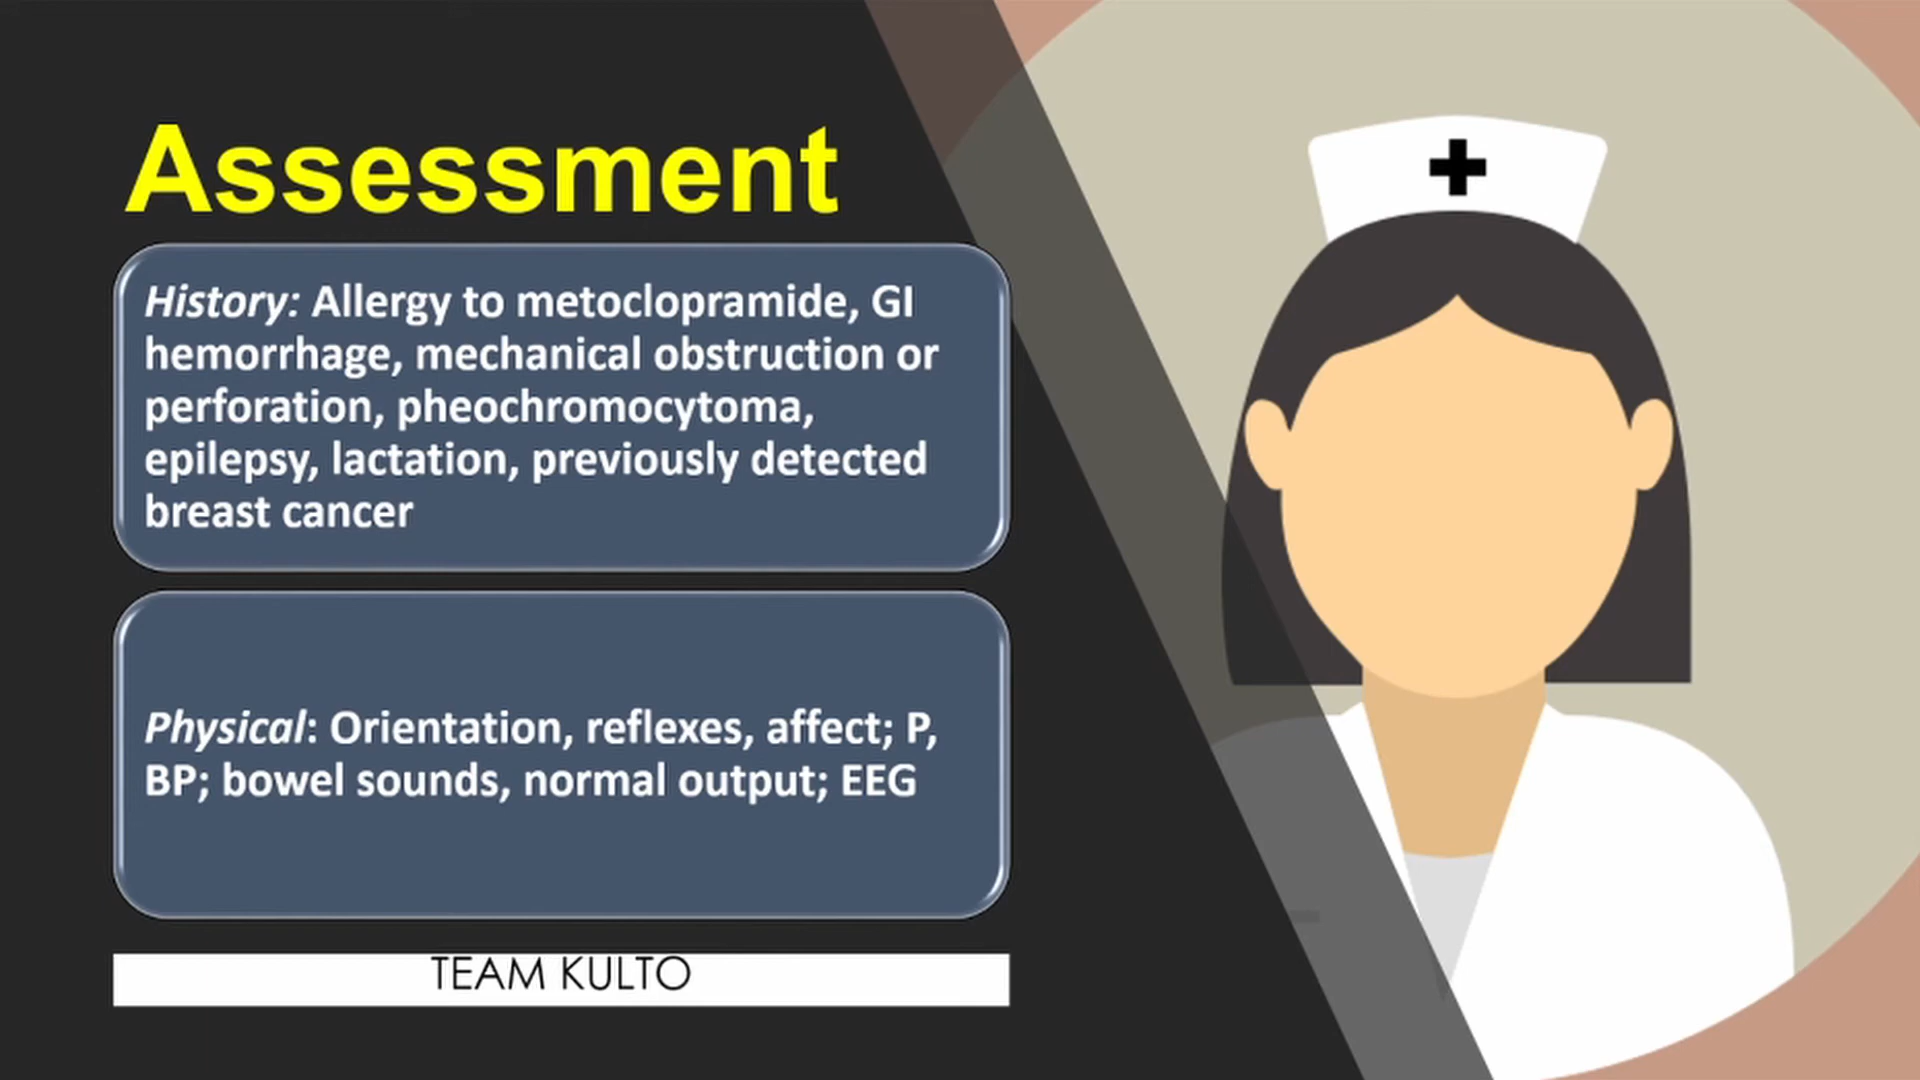 Assessment
History: Allergy to metoclopramide, GI
hemorrhage, mechanical obstruction or
perforation, pheochromocytoma,
epilepsy, lactation, previously detected
breast cancer
Physical: Orientation, reflexes, affect; P,
BP; bowel sounds, normal output; EEG
TEAM KULTO